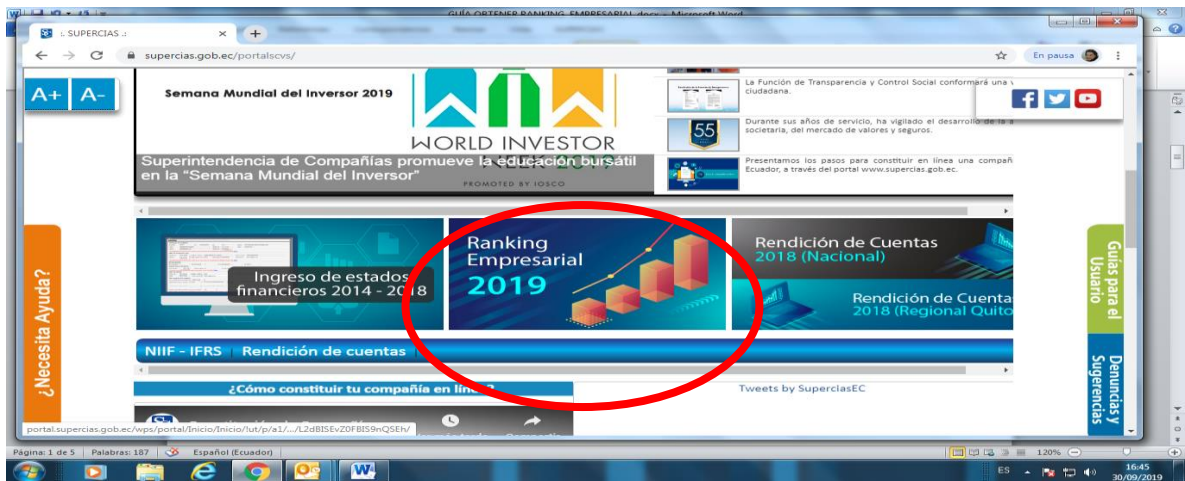 GUÍA OBTENER RANKING EMPRESARIAL.docx - Microsoft Word
.: SUPERCIAS .:
supercias.gob.ec/portalscvs/
En pausa
A+ A-
Semana Mundial del Inversor 2019
WORLD INVESTOR
WEEK 2019
PROMOTED BY IOSCO
Superintendencia de Compañías promueve la educación bursátil
en la "Semana Mundial del Inversor"
La Función de Transparencia y Control Social conformará una
ciudadana.
55
Durante sus años de servicio, ha vigilado el desarrollo de la
societaria, del mercado de valores y seguros.
Presentamos los pasos para constituir en línea una compañ
Ecuador, a través del portal www.supercias.gob.ec.
¿Necesita Ayuda?
Ingreso de estados
financieros 2014 - 2018
Ranking
Empresarial
2019
Rendición de Cuentas
2018 (Nacional)
Rendición de Cuenta
2018 (Regional Quito
Guías para el
Usuario
Denuncias y
Sugerencias
NIIF - IFRS | Rendición de cuentas |
¿Cómo constituir tu compañía en línea?
Tweets by SuperciasEC
portal.supercias.gob.ec/wps/portal/Inicio/Inicio/!ut/p/a1/.../L2dBISEvZ0FBIS9nQSEh/
Página: 1 de 5 Palabras: 187 Español (Ecuador) 120%
ES 16:45
30/09/2019